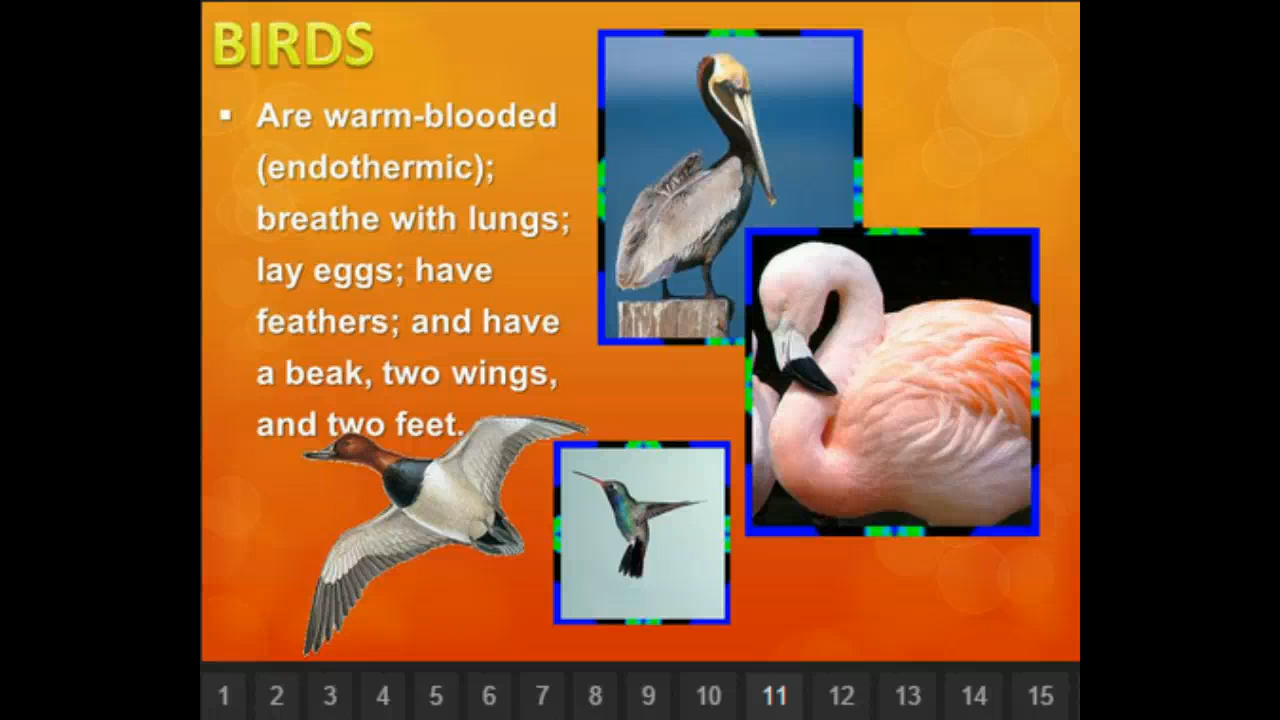 BIRDS
▪ Are warm-blooded
(endothermic);
breathe with lungs;
lay eggs; have
feathers; and have
a beak, two wings,
and two feet.
1 2 3 4 5 6 7 8 9 10 11 12 13 14 15